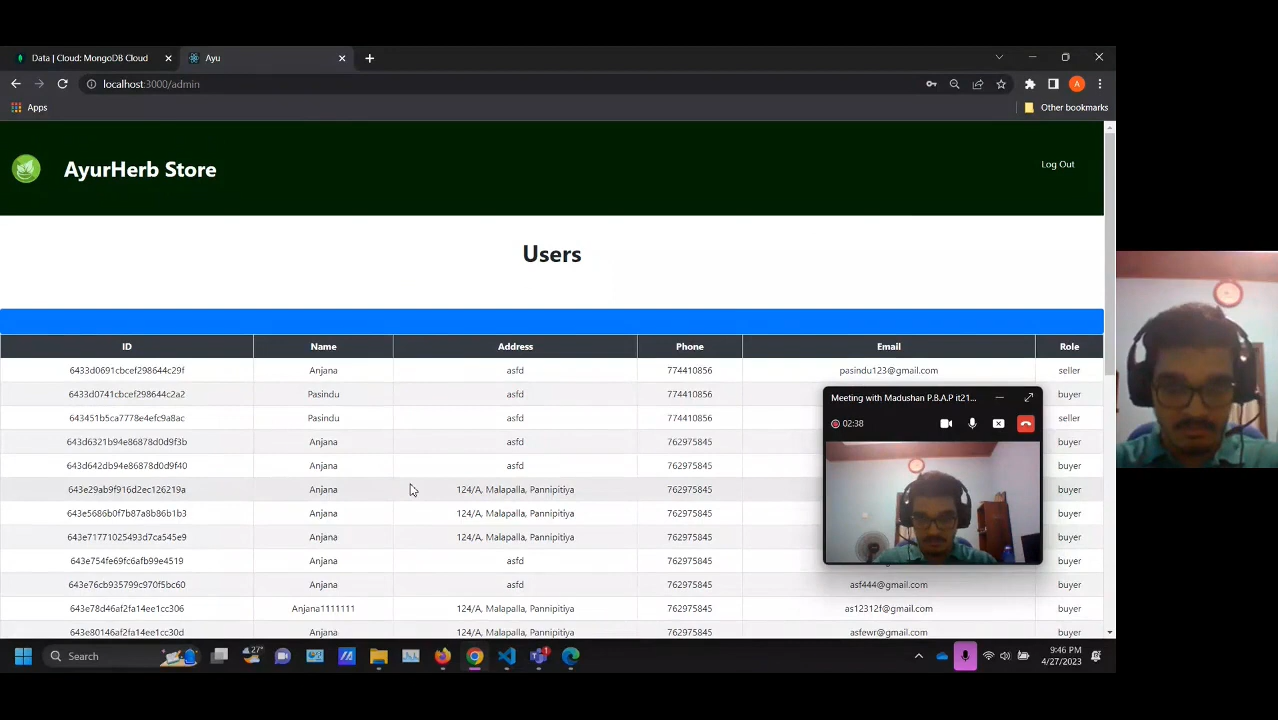 Data | Cloud: MongoDB Cloud
Ayu
localhost:3000/admin
A
Apps
Other bookmarks
AyurHerb Store
Log Out
Users
ID Name Address Phone Email Role
6433d0691cbcef298644c29f Anjana asfd 774410856 pasindu123@gmail.com seller
6433d0741cbcef298644c2a2 Pasindu asfd 774410856 buyer
643451b5ca7778e4efc9a8ac Pasindu asfd 774410856 seller
643d6321b94e86878d0d9f3b Anjana asfd 762975845 buyer
643d642db94e86878d0d9f40 Anjana asfd 762975845 buyer
643e29ab9f916d2ec126219a Anjana 124/A, Malapalla, Pannipitiya 762975845 buyer
643e5686b0f7b87a8b86b1b3 Anjana 124/A, Malapalla, Pannipitiya 762975845 buyer
643e71771025493d7ca545e9 Anjana 124/A, Malapalla, Pannipitiya 762975845 buyer
643e754fe69fc6afb99e4519 Anjana asfd 762975845 buyer
643e76cb935799c970f5bc60 Anjana asfd 762975845 asf444@gmail.com buyer
643e78d46af2fa14ee1cc306 Anjana1111111 124/A, Malapalla, Pannipitiya 762975845 as12312f@gmail.com buyer
643e80146af2fa14ee1cc30d Anjana 124/A, Malapalla, Pannipitiya 762975845 asfewr@gmail.com buyer
Meeting with Madushan P.B.A.P it21...
02:38
Search
27°
1
9:46 PM
4/27/2023